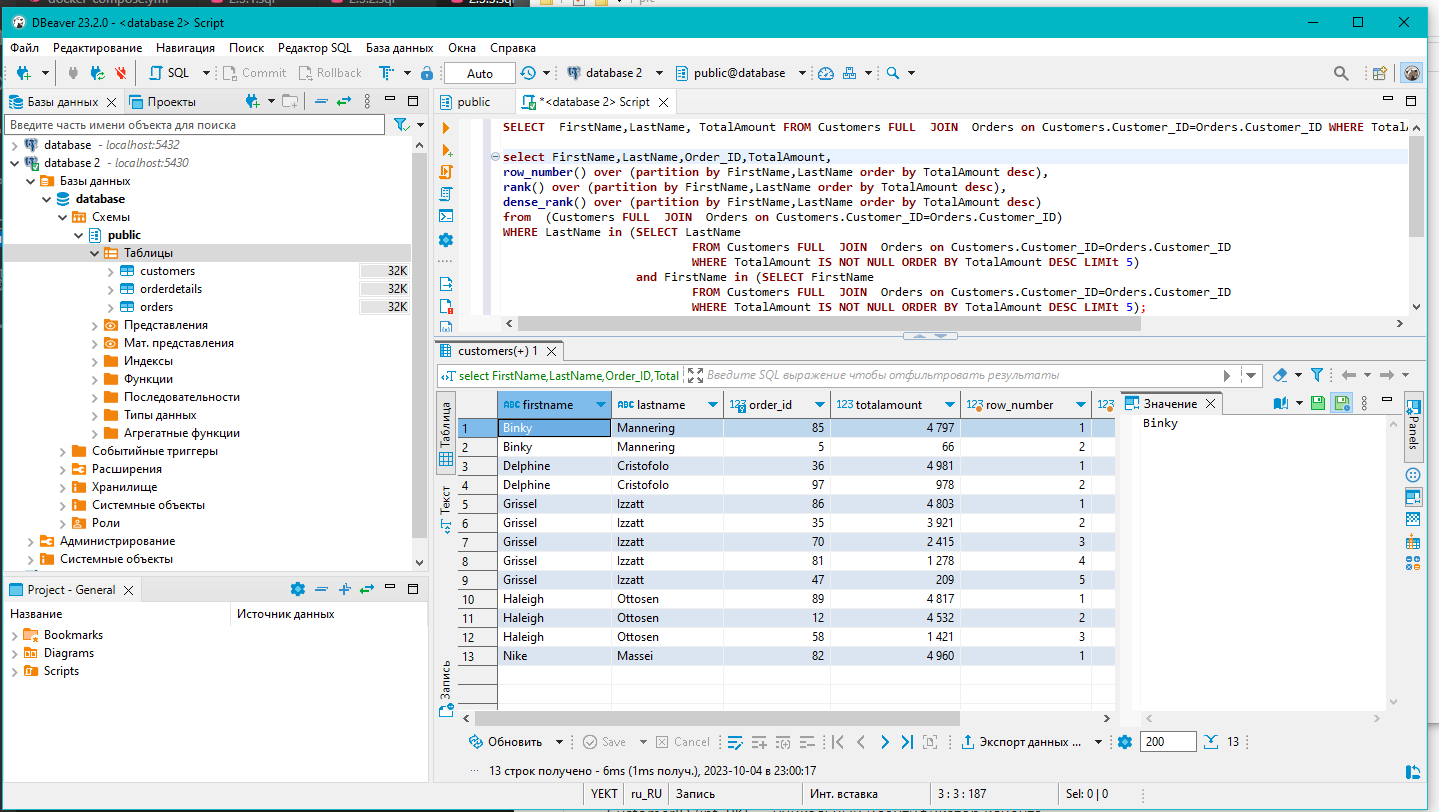 DBeaver 23.2.0 - <database 2> Script
Файл Редактирование Навигация Поиск Редактор SQL База данных Окна Справка
SQL Commit Rollback Auto database 2 public@database
Базы данных Проекты
Введите часть имени объекта для поиска
database - localhost:5432
database 2 - localhost:5430
Базы данных
database
Схемы
public
Таблицы
customers 32K
orderdetails 32K
orders 32K
Представления
Мат. представления
Индексы
Функции
Последовательности
Типы данных
Агрегатные функции
Событийные триггеры
Расширения
Хранилище
Системные объекты
Роли
Администрирование
Системные объекты
Project - General
Название Источник данных
Bookmarks
Diagrams
Scripts
public *<database 2> Script
SELECT FirstName,LastName, TotalAmount FROM Customers FULL JOIN Orders on Customers.Customer_ID=Orders.Customer_ID WHERE Total
select FirstName,LastName,Order_ID,TotalAmount,
row_number() over (partition by FirstName,LastName order by TotalAmount desc),
rank() over (partition by FirstName,LastName order by TotalAmount desc),
dense_rank() over (partition by FirstName,LastName order by TotalAmount desc)
from (Customers FULL JOIN Orders on Customers.Customer_ID=Orders.Customer_ID)
WHERE LastName in (SELECT LastName
FROM Customers FULL JOIN Orders on Customers.Customer_ID=Orders.Customer_ID
WHERE TotalAmount IS NOT NULL ORDER BY TotalAmount DESC LIMIt 5)
and FirstName in (SELECT FirstName
FROM Customers FULL JOIN Orders on Customers.Customer_ID=Orders.Customer_ID
WHERE TotalAmount IS NOT NULL ORDER BY TotalAmount DESC LIMIt 5);
customers(+) 1
select FirstName,LastName,Order_ID,Total Введите SQL выражение чтобы отфильтровать результаты
Таблица
Текст
Запись
ABC firstname ABC lastname 123 order_id 123 totalamount 123 row_number 123
1 Binky Mannering 85 4 797 1
2 Binky Mannering 5 66 2
3 Delphine Cristofolo 36 4 981 1
4 Delphine Cristofolo 97 978 2
5 Grissel Izzatt 86 4 803 1
6 Grissel Izzatt 35 3 921 2
7 Grissel Izzatt 70 2 415 3
8 Grissel Izzatt 81 1 278 4
9 Grissel Izzatt 47 209 5
10 Haleigh Ottosen 89 4 817 1
11 Haleigh Ottosen 12 4 532 2
12 Haleigh Ottosen 58 1 421 3
13 Nike Massei 82 4 960 1
Значение
Binky
Panels
Обновить Save Cancel Экспорт данных ... 200 13
13 строк получено - 6ms (1ms получ.), 2023-10-04 в 23:00:17
YEKT ru_RU Запись Инт. вставка 3 : 3 : 187 Sel: 0 | 0